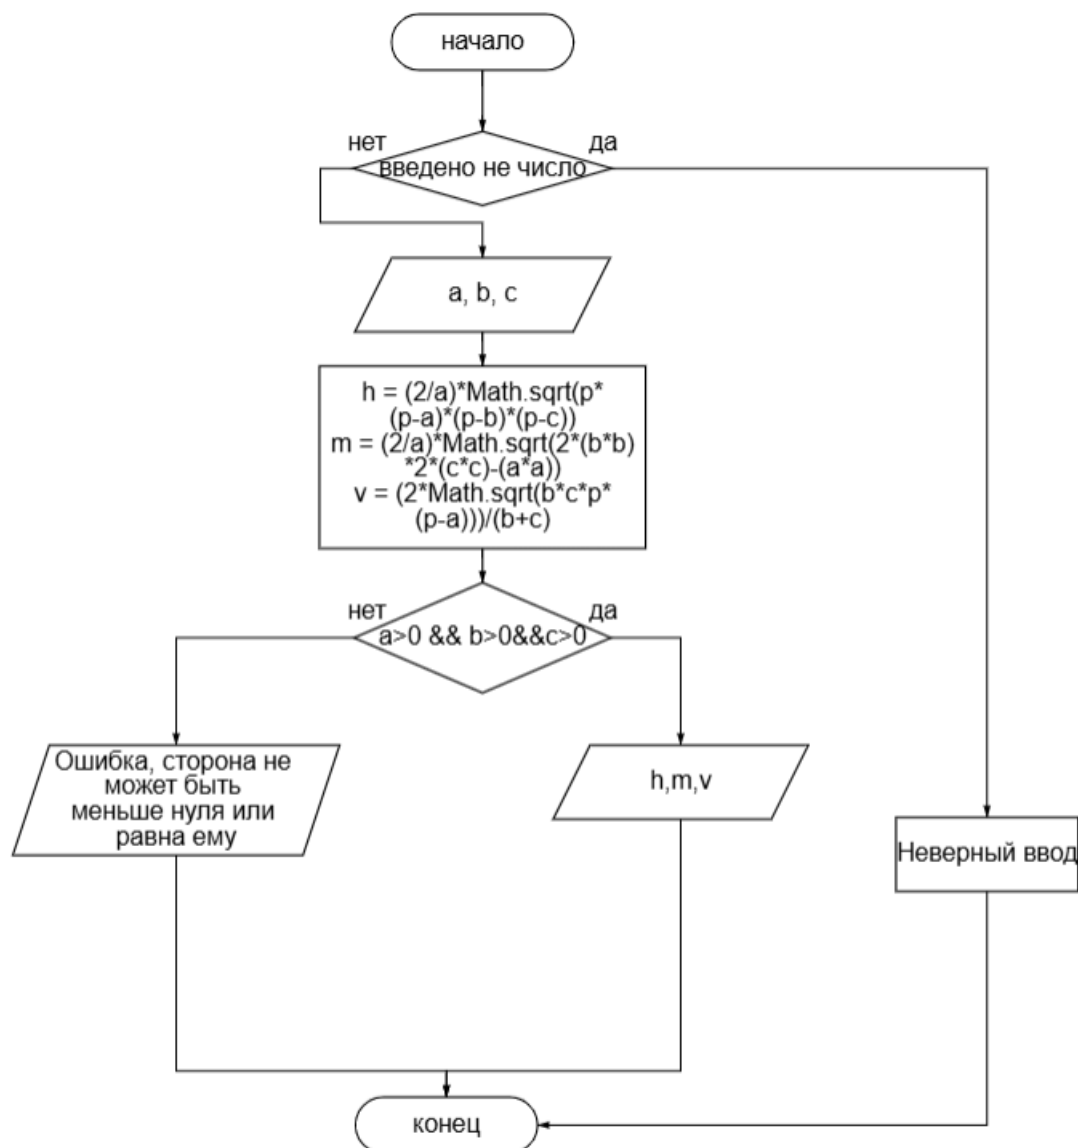 начало
нет
да
введено не число
a, b, c
h = (2/a)*Math.sqrt(p*
(p-a)*(p-b)*(p-c))
m = (2/a)*Math.sqrt(2*(b*b)
*2*(c*c)-(a*a))
v = (2*Math.sqrt(b*c*p*
(p-a)))/(b+c)
нет
да
a>0 && b>0&&c>0
Ошибка, сторона не
может быть
меньше нуля или
равна ему
h,m,v
Неверный ввод
конец